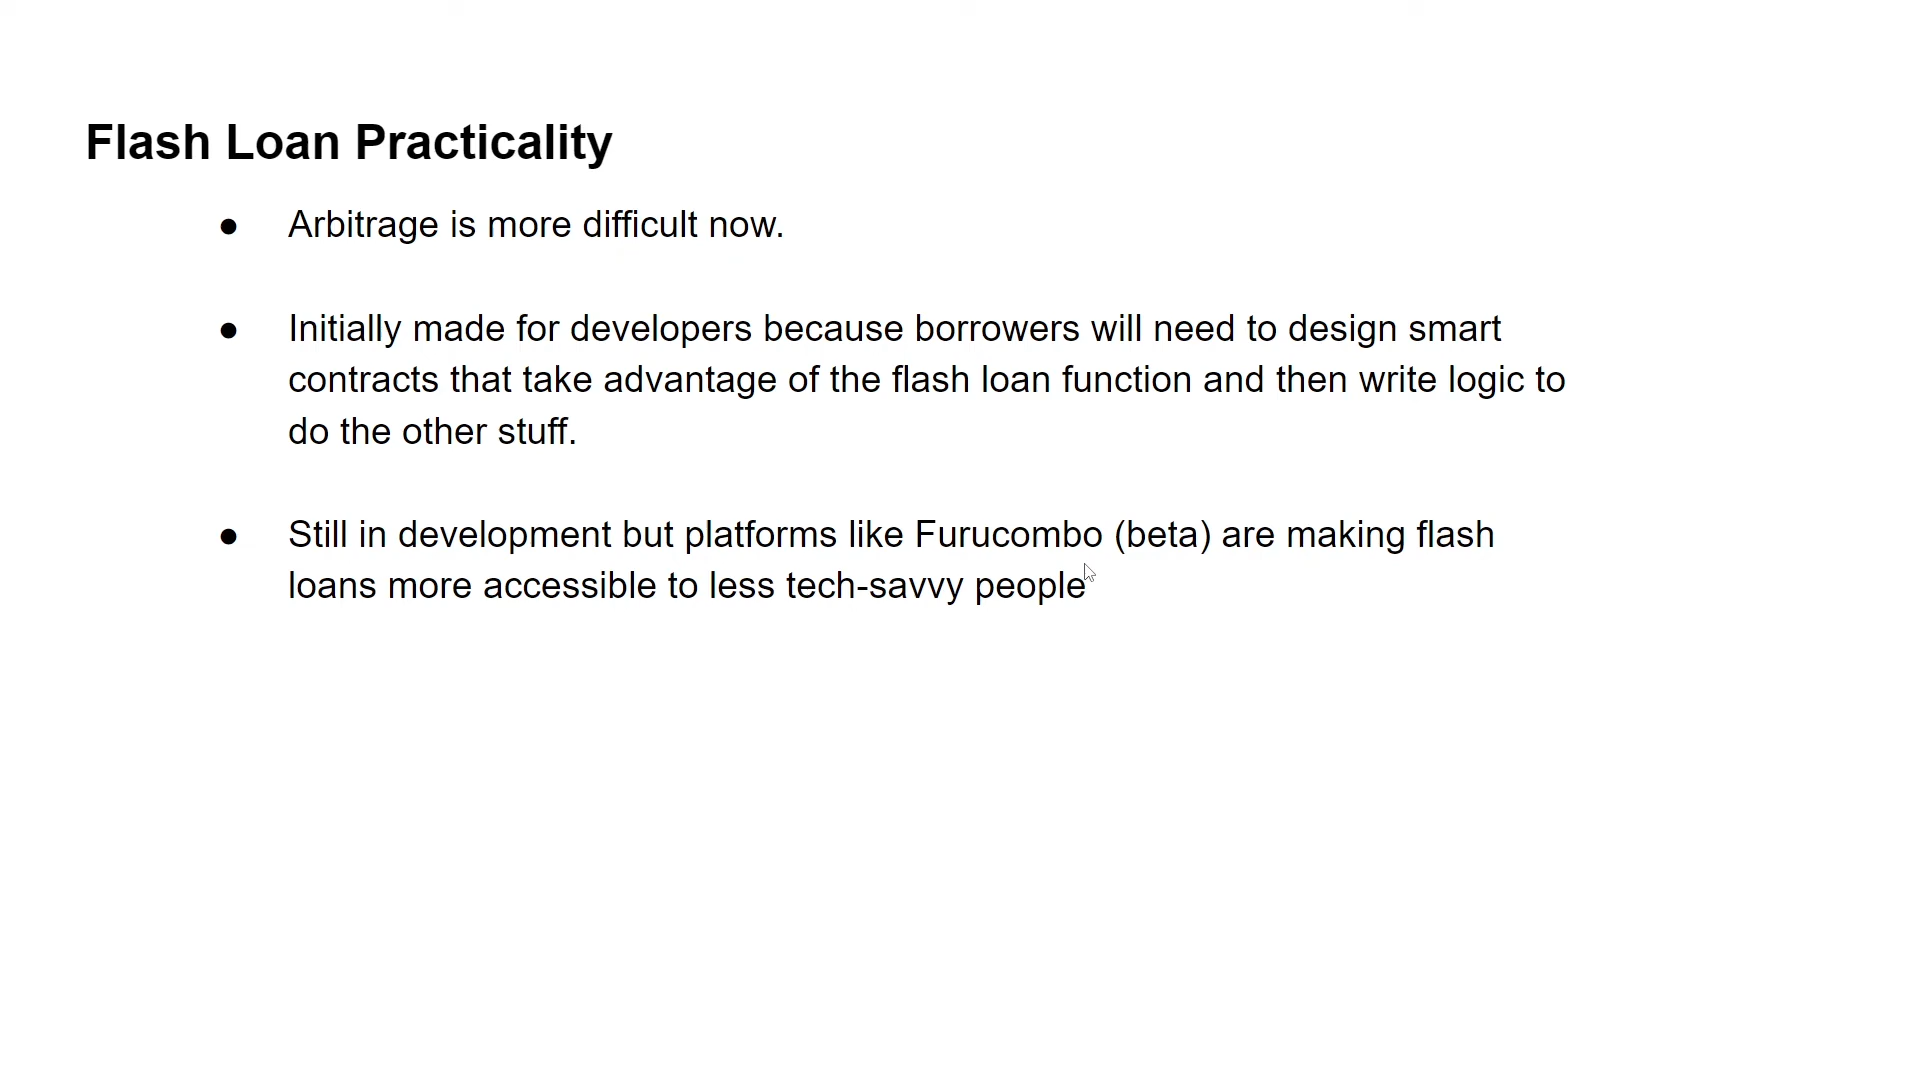 Flash Loan Practicality
● Arbitrage is more difficult now.
● Initially made for developers because borrowers will need to design smart
contracts that take advantage of the flash loan function and then write logic to
do the other stuff.
● Still in development but platforms like Furucombo (beta) are making flash
loans more accessible to less tech-savvy people